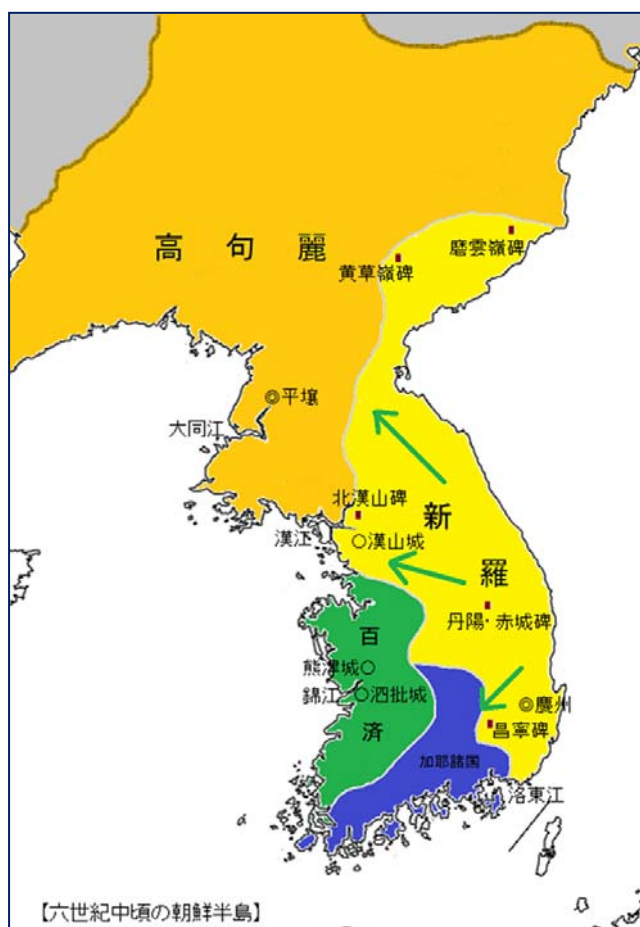 高句麗
磨雲嶺碑
黄草嶺碑
◎平壌
大同江
北漢山碑
漢江
○漢山城
新羅
丹陽・赤城碑
百済
熊津城○
錦江
○泗批城
◎慶州
昌寧碑
加耶諸国
洛東江
【六世紀中頃の朝鮮半島】